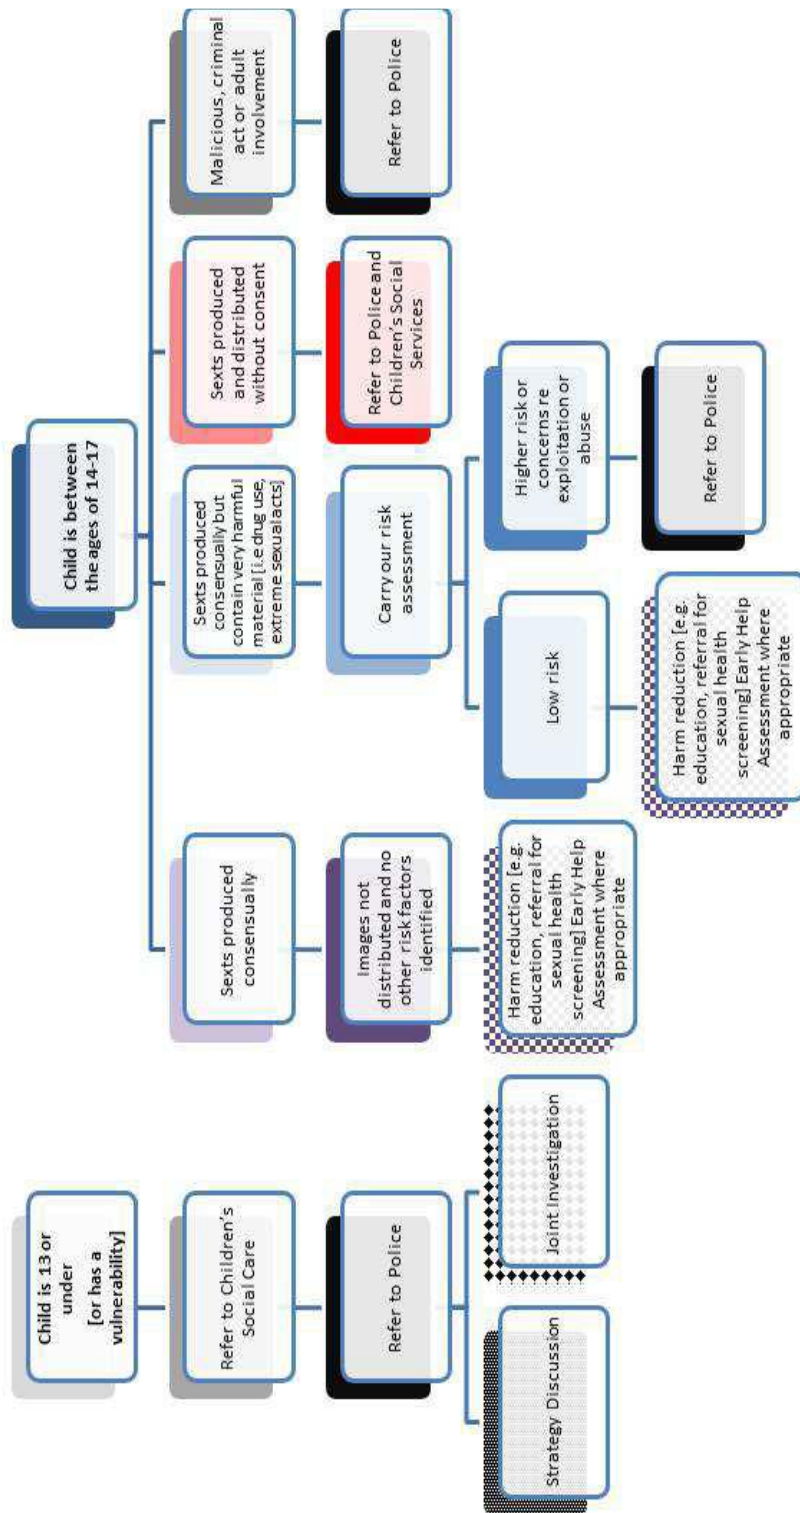 Child is 13 or
under
[or has a
vulnerability]
Refer to Children's
Social Care
Refer to Police
Strategy Discussion
Joint Investigation
Child is between
the ages of 14-17
Sexts produced
consensually
Images not
distributed and no
other risk factors
identified
Harm reduction [e.g.
education, referral for
sexual health
screening] Early Help
Assessment where
appropriate
Sexts produced
consensually but
contain very harmful
material [i.e drug use,
extreme sexual acts]
Carry our risk
assessment
Low risk
Harm reduction [e.g.
education, referral for
sexual health
screening] Early Help
Assessment where
appropriate
Higher risk or
concerns re
exploitation or
abuse
Refer to Police
Sexts produced
and distributed
without consent
Refer to Police and
Children's Social
Services
Malicious, criminal
act or adult
involvement
Refer to Police